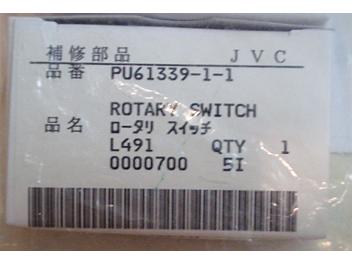 補修部品 JVC
品番 PU61339-1-1
ROTARY SWITCH
品名 ロータリ スイッチ
L491 QTY 1
0000700 5I